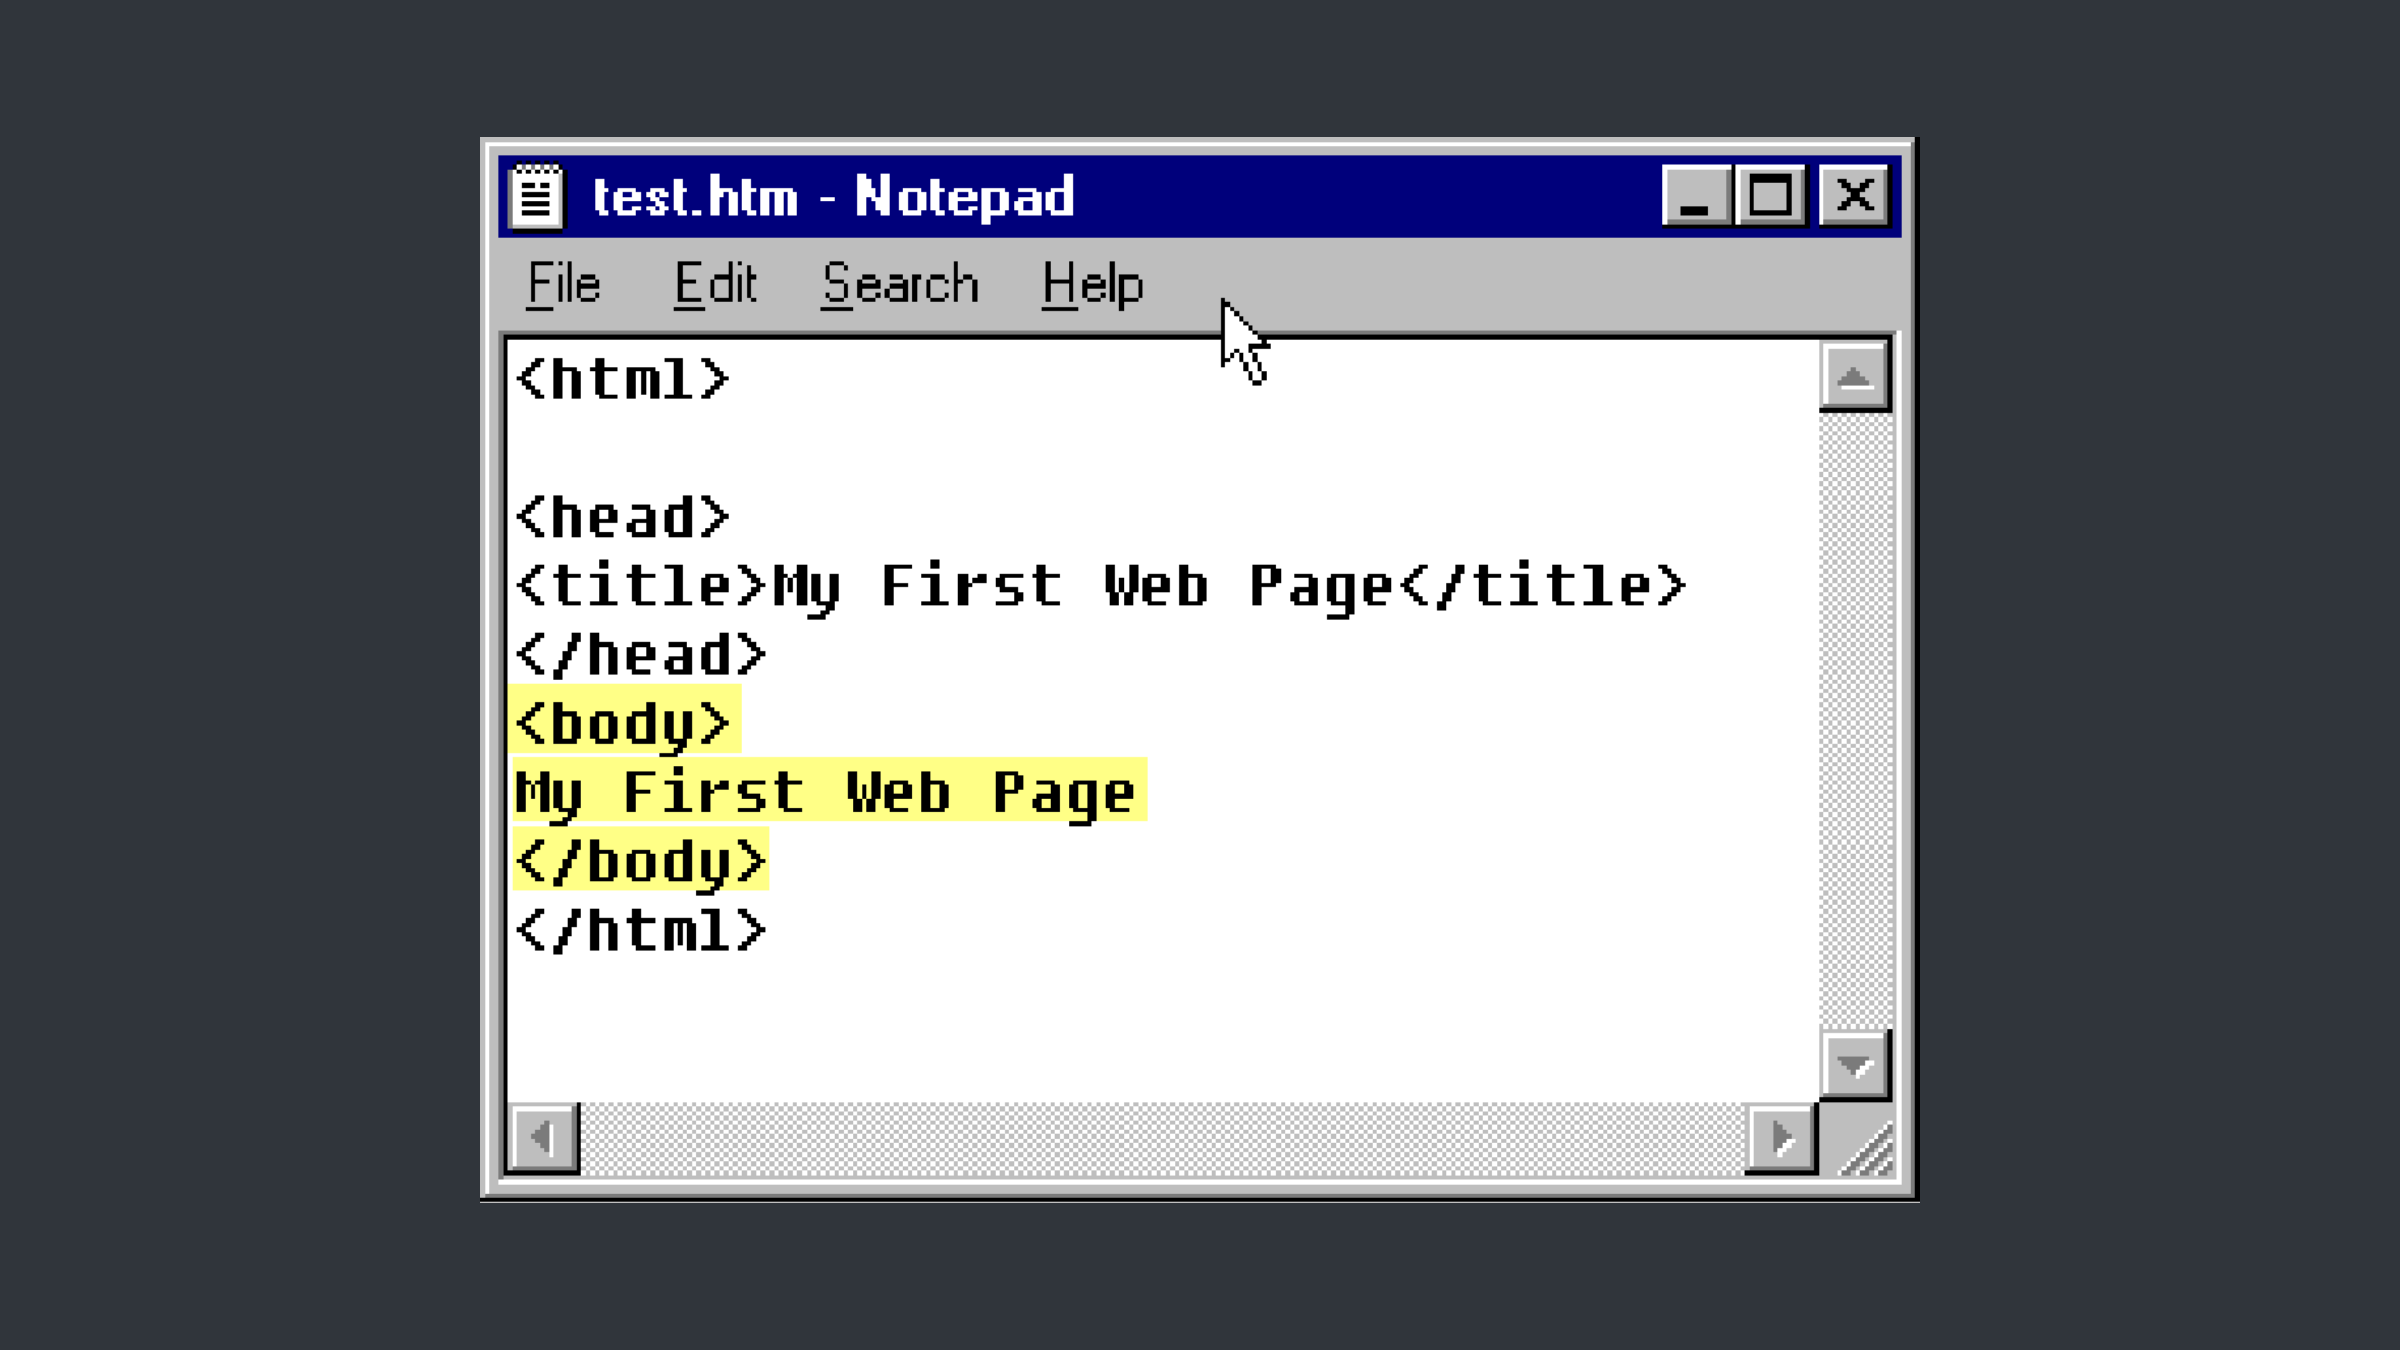 test.htm - Notepad
File Edit Search Help
<html>
<head>
<title>My First Web Page</title>
</head>
<body>
My First Web Page
</body>
</html>